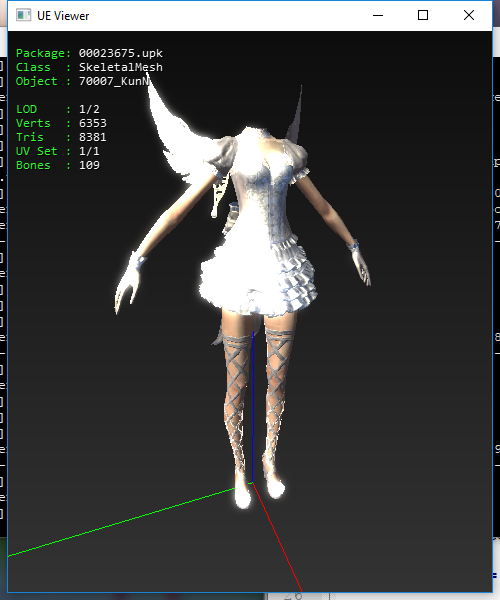 UE Viewer
Package: 00023675.upk
Class : SkeletalMesh
Object : 70007_KunN
LOD : 1/2
Verts : 6353
Tris : 8381
UV Set : 1/1
Bones : 109